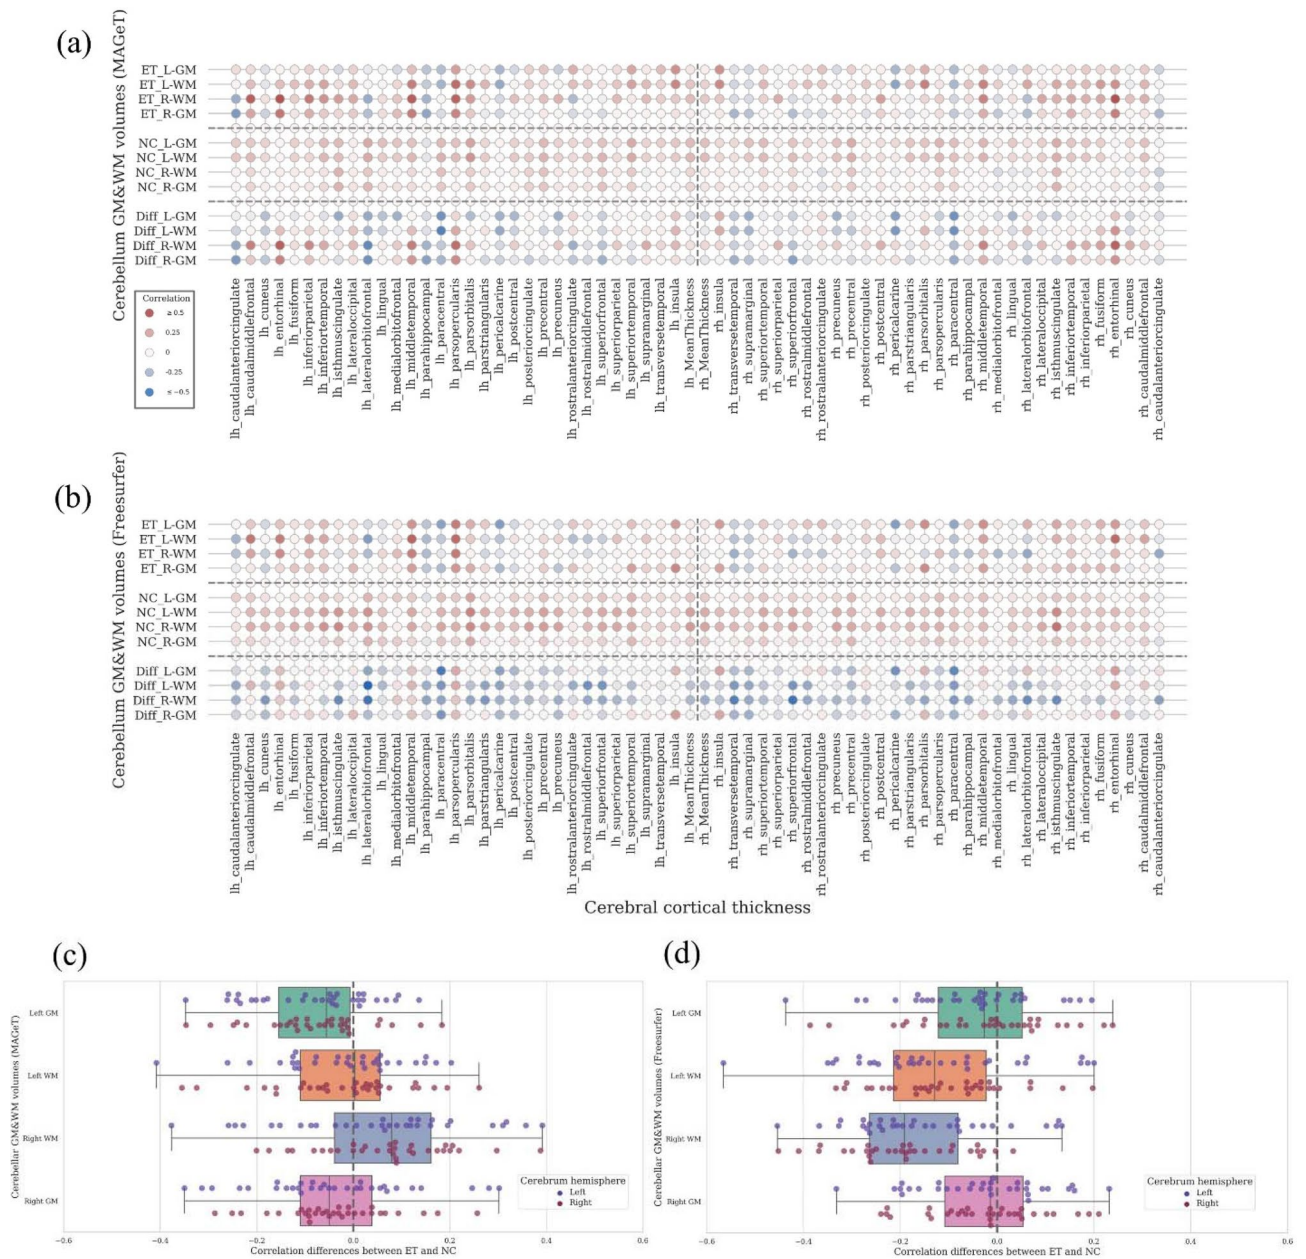 (a)
Cerebellum GM&WM volumes (MAGeT)
ET_L-GM
ET_L-WM
ET_R-WM
ET_R-GM
NC_L-GM
NC_L-WM
NC_R-WM
NC_R-GM
Diff_L-GM
Diff_L-WM
Diff_R-WM
Diff_R-GM
Correlation
≥0.5
0.25
0
-0.25
≤-0.5
lh_caudalanteriorcingulate
lh_caudalmiddlefrontal
lh_cuneus
lh_entorhinal
lh_fusiform
lh_inferiorparietal
lh_inferiortemporal
lh_isthmuscingulate
lh_lateraloccipital
lh_lateralorbitofrontal
lh_lingual
lh_medialorbitofrontal
lh_middletemporal
lh_parahippocampal
lh_paracentral
lh_parsopercularis
lh_parsorbitalis
lh_parstriangularis
lh_pericalcarine
lh_postcentral
lh_posteriorcingulate
lh_precentral
lh_precuneus
lh_rostralanteriorcingulate
lh_rostralmiddlefrontal
lh_superiorfrontal
lh_superiorparietal
lh_superiortemporal
lh_supramarginal
lh_transversetemporal
lh_insula
lh_MeanThickness
rh_MeanThickness
rh_insula
rh_transversetemporal
rh_supramarginal
rh_superiortemporal
rh_superiorparietal
rh_superiorfrontal
rh_rostralmiddlefrontal
rh_rostralanteriorcingulate
rh_precuneus
rh_precentral
rh_posteriorcingulate
rh_postcentral
rh_pericalcarine
rh_parstriangularis
rh_parsorbitalis
rh_parsopercularis
rh_paracentral
rh_parahippocampal
rh_middletemporal
rh_medialorbitofrontal
rh_lingual
rh_lateralorbitofrontal
rh_lateraloccipital
rh_isthmuscingulate
rh_inferiortemporal
rh_inferiorparietal
rh_fusiform
rh_entorhinal
rh_cuneus
rh_caudalmiddlefrontal
rh_caudalanteriorcingulate
(b)
Cerebellum GM&WM volumes (Freesurfer)
ET_L-GM
ET_L-WM
ET_R-WM
ET_R-GM
NC_L-GM
NC_L-WM
NC_R-WM
NC_R-GM
Diff_L-GM
Diff_L-WM
Diff_R-WM
Diff_R-GM
lh_caudalanteriorcingulate
lh_caudalmiddlefrontal
lh_cuneus
lh_entorhinal
lh_fusiform
lh_inferiorparietal
lh_inferiortemporal
lh_isthmuscingulate
lh_lateraloccipital
lh_lateralorbitofrontal
lh_lingual
lh_medialorbitofrontal
lh_middletemporal
lh_parahippocampal
lh_paracentral
lh_parsopercularis
lh_parsorbitalis
lh_parstriangularis
lh_pericalcarine
lh_postcentral
lh_posteriorcingulate
lh_precentral
lh_precuneus
lh_rostralanteriorcingulate
lh_rostralmiddlefrontal
lh_superiorfrontal
lh_superiorparietal
lh_superiortemporal
lh_supramarginal
lh_transversetemporal
lh_insula
lh_MeanThickness
rh_MeanThickness
rh_insula
rh_transversetemporal
rh_supramarginal
rh_superiortemporal
rh_superiorparietal
rh_superiorfrontal
rh_rostralmiddlefrontal
rh_rostralanteriorcingulate
rh_precuneus
rh_precentral
rh_posteriorcingulate
rh_postcentral
rh_pericalcarine
rh_parstriangularis
rh_parsorbitalis
rh_parsopercularis
rh_paracentral
rh_parahippocampal
rh_middletemporal
rh_medialorbitofrontal
rh_lingual
rh_lateralorbitofrontal
rh_lateraloccipital
rh_isthmuscingulate
rh_inferiortemporal
rh_inferiorparietal
rh_fusiform
rh_entorhinal
rh_cuneus
rh_caudalmiddlefrontal
rh_caudalanteriorcingulate
Cerebral cortical thickness
(c)
Cerebellar GM&WM volumes (MAGeT)
Left GM
Left WM
Right WM
Right GM
Cerebrum hemisphere
Left
Right
−0.6 −0.4 −0.2 0.0 0.2 0.4 0.6
Correlation differences between ET and NC
(d)
Cerebellar GM&WM volumes (Freesurfer)
Left GM
Left WM
Right WM
Right GM
Cerebrum hemisphere
Left
Right
−0.6 −0.4 −0.2 0.0 0.2 0.4 0.6
Correlation differences between ET and NC